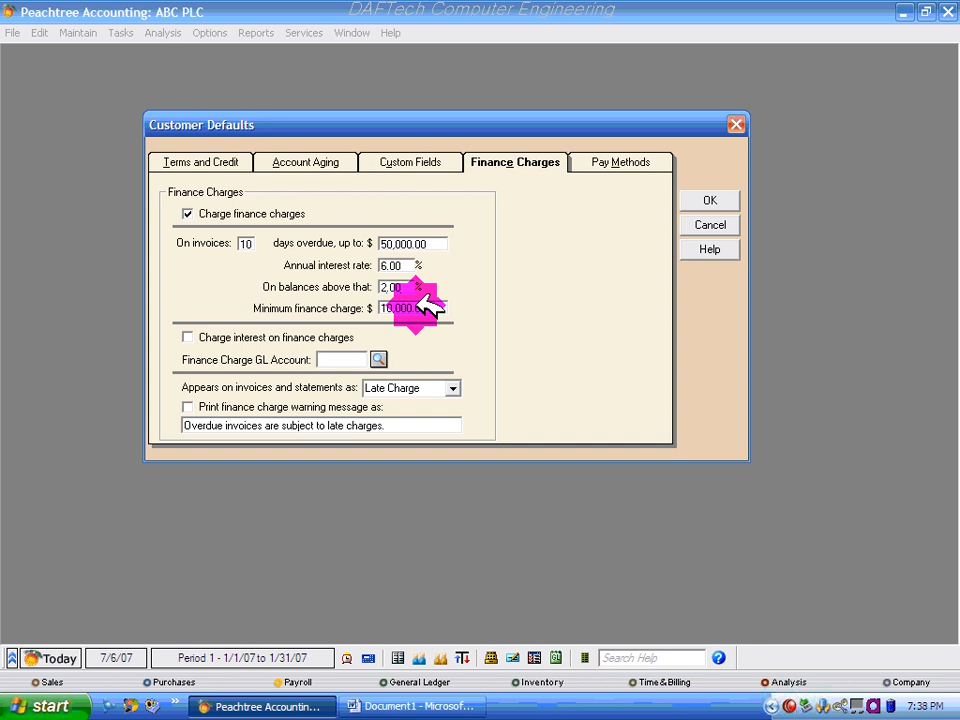 Peachtree Accounting: ABC PLC
DAFTech Computer Engineering
File Edit Maintain Tasks Analysis Options Reports Services Window Help
Customer Defaults
Terms and Credit Account Aging Custom Fields Finance Charges Pay Methods
Finance Charges
Charge finance charges
On invoices: 10 days overdue, up to: $ 50,000.00
Annual interest rate: 6.00 %
On balances above that: 2.00 %
Minimum finance charge: $ 10,000.
Charge interest on finance charges
Finance Charge GL Account:
Appears on invoices and statements as: Late Charge
Print finance charge warning message as:
Overdue invoices are subject to late charges.
OK
Cancel
Help
Today 7/6/07 Period 1 - 1/1/07 to 1/31/07 Search Help
Sales Purchases Payroll General Ledger Inventory Time & Billing Analysis Company
start Peachtree Accountin... Document1 - Microsof... 7:38 PM